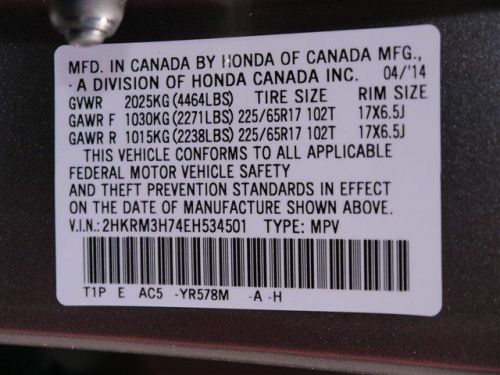 MFD. IN CANADA BY HONDA OF CANADA MFG.,
A DIVISION OF HONDA CANADA INC. 04/'14
GVWR 2025KG(4464LBS) TIRE SIZE RIM SIZE
GAWR F 1030KG(2271LBS) 225/65R17 102T 17X6.5J
GAWR R 1015KG(2238LBS) 225/65R17 102T 17X6.5J
THIS VEHICLE CONFORMS TO ALL APPLICABLE
FEDERAL MOTOR VEHICLE SAFETY
AND THEFT PREVENTION STANDARDS IN EFFECT
ON THE DATE OF MANUFACTURE SHOWN ABOVE.
V.I.N.:2HKRM3H74EH534501 TYPE: MPV
T1P E AC5 -YR578M -A -H